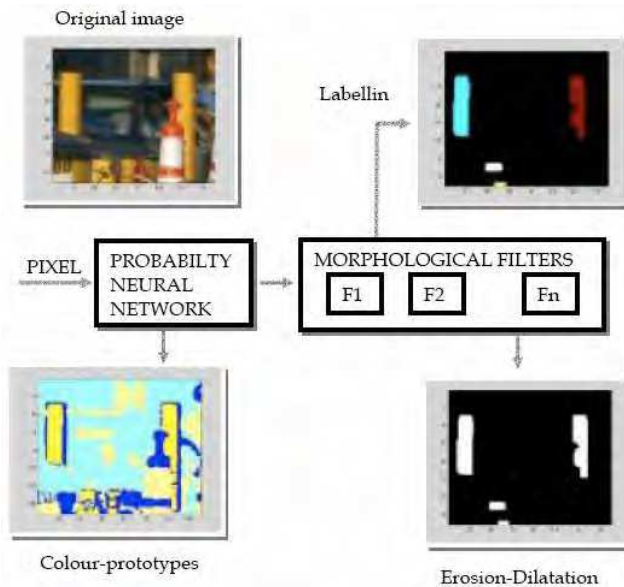 Original image
Labellin
PIXEL
PROBABILTY
NEURAL
NETWORK
MORPHOLOGICAL FILTERS
F1
F2
Fn
Colour-prototypes
Erosion-Dilatation